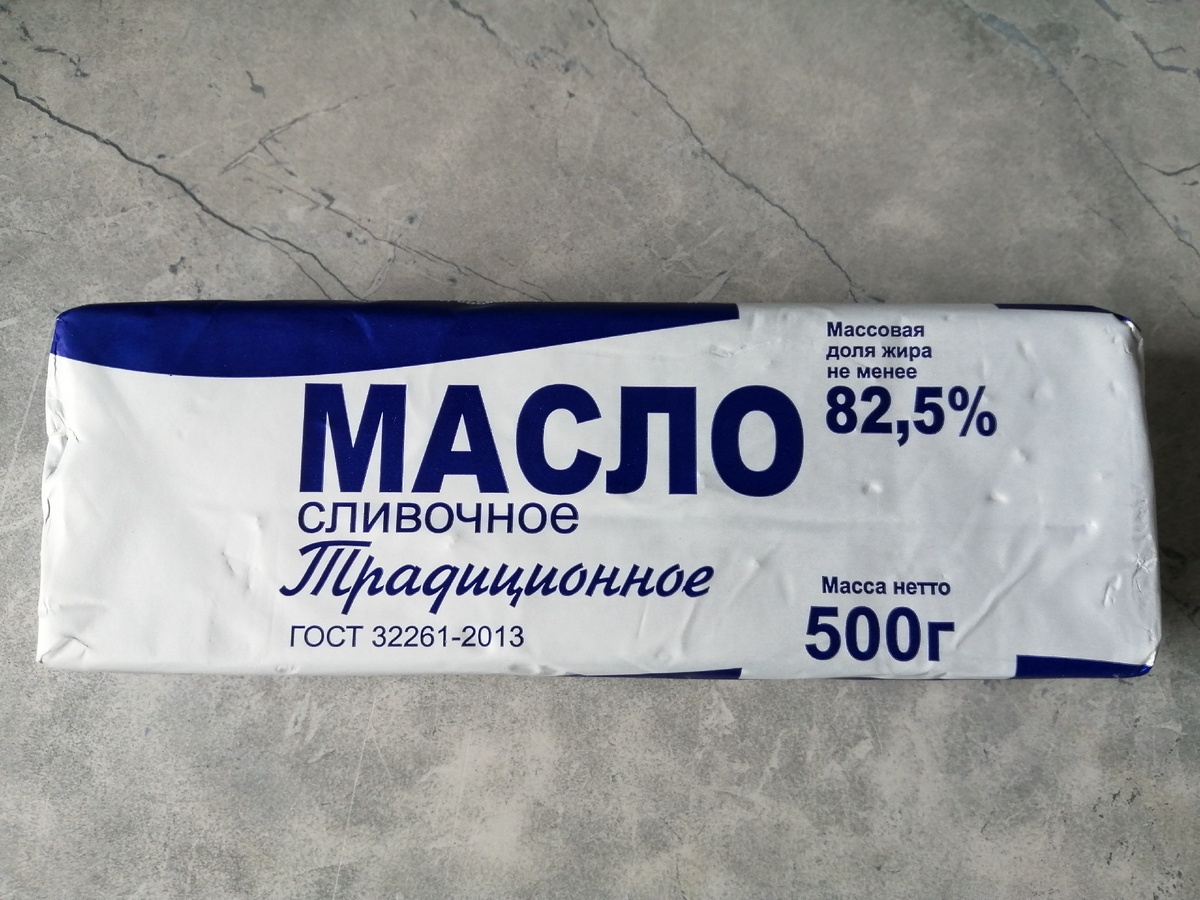 МАСЛО
сливочное
Традиционное
ГОСТ 32261-2013
Массовая
доля жира
не менее
82,5%
Масса нетто
500г